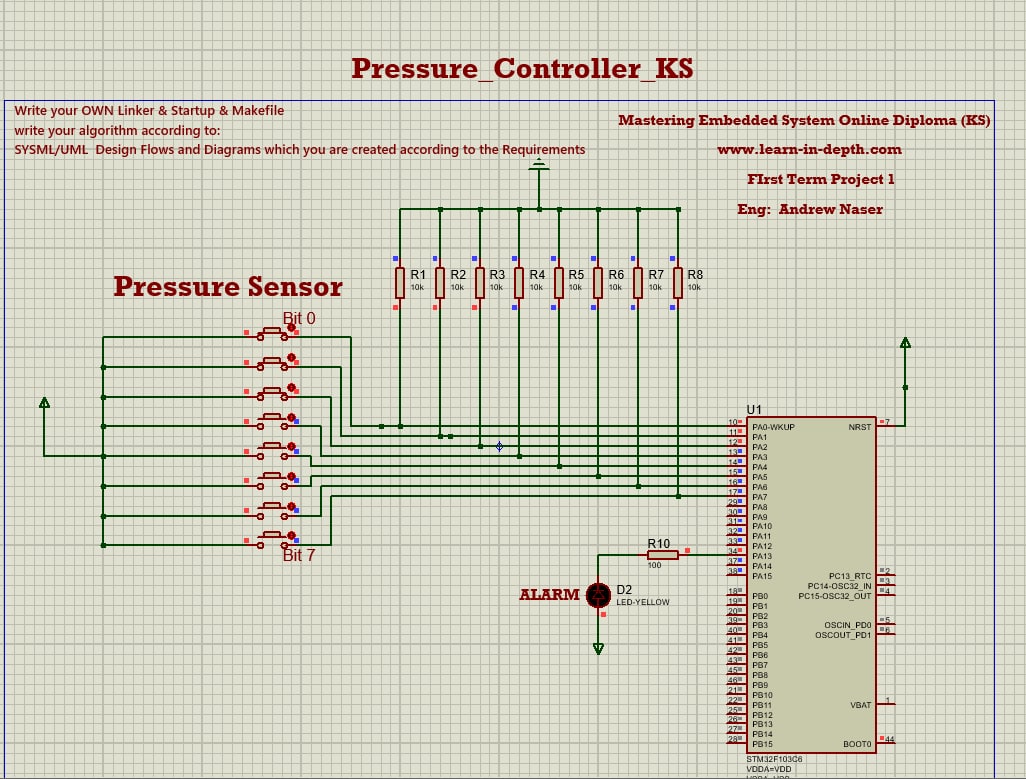 Pressure_Controller_KS
Write your OWN Linker & Startup & Makefile
write your algorithm according to:
SYSML/UML Design Flows and Diagrams which you are created according to the Requirements
Mastering Embedded System Online Diploma (KS)
www.learn-in-depth.com
FIrst Term Project 1
Eng: Andrew Naser
R1
10k
R2
10k
R3
10k
R4
10k
R5
10k
R6
10k
R7
10k
R8
10k
Pressure Sensor
Bit 0
Bit 7
U1
10 PA0-WKUP
11 PA1
12 PA2
13 PA3
14 PA4
15 PA5
16 PA6
17 PA7
29 PA8
30 PA9
31 PA10
32 PA11
33 PA12
34 PA13
37 PA14
38 PA15
18 PB0
19 PB1
20 PB2
39 PB3
40 PB4
41 PB5
42 PB6
43 PB7
45 PB8
46 PB9
21 PB10
22 PB11
25 PB12
26 PB13
27 PB14
28 PB15
NRST 7
PC13_RTC 2
PC14-OSC32_IN 3
PC15-OSC32_OUT 4
OSCIN_PD0 5
OSCOUT_PD1 6
VBAT 1
BOOT0 44
R10
100
ALARM
D2
LED-YELLOW
STM32F103C6
VDDA=VDD